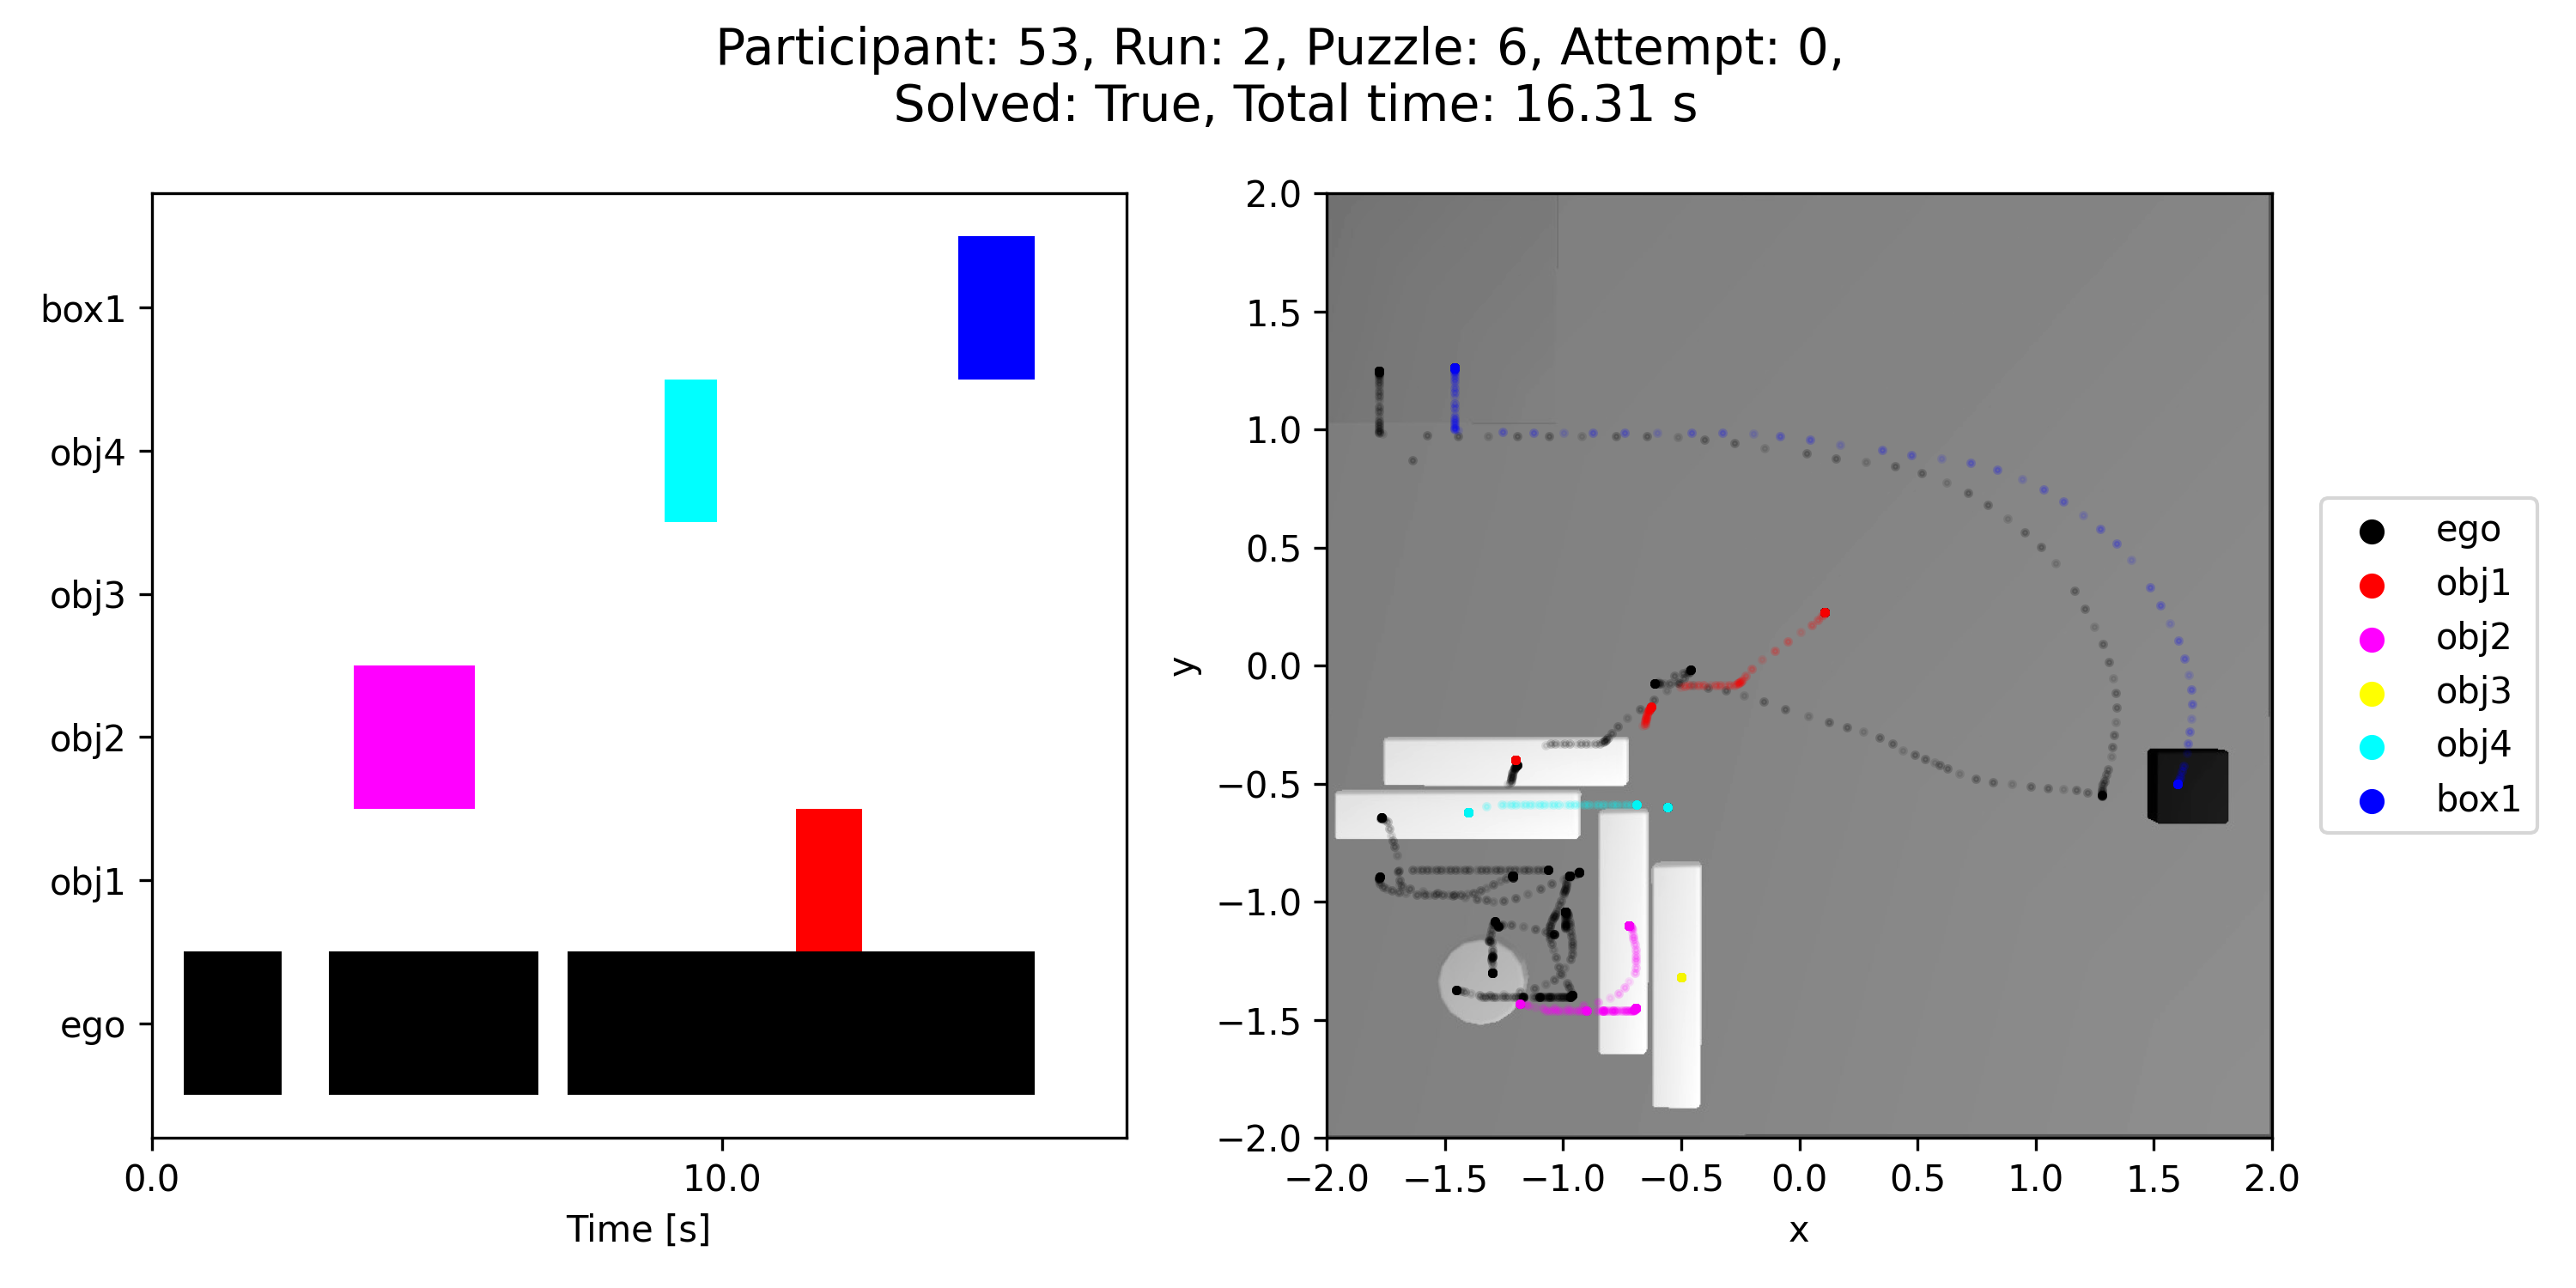 Participant: 53, Run: 2, Puzzle: 6, Attempt: 0,
Solved: True, Total time: 16.31 s
box1
obj4
obj3
obj2
obj1
ego
0.0 10.0
Time [s]
2.0
1.5
1.0
0.5
0.0
−0.5
−1.0
−1.5
−2.0
y
−2.0 −1.5 −1.0 −0.5 0.0 0.5 1.0 1.5 2.0
x
ego
obj1
obj2
obj3
obj4
box1